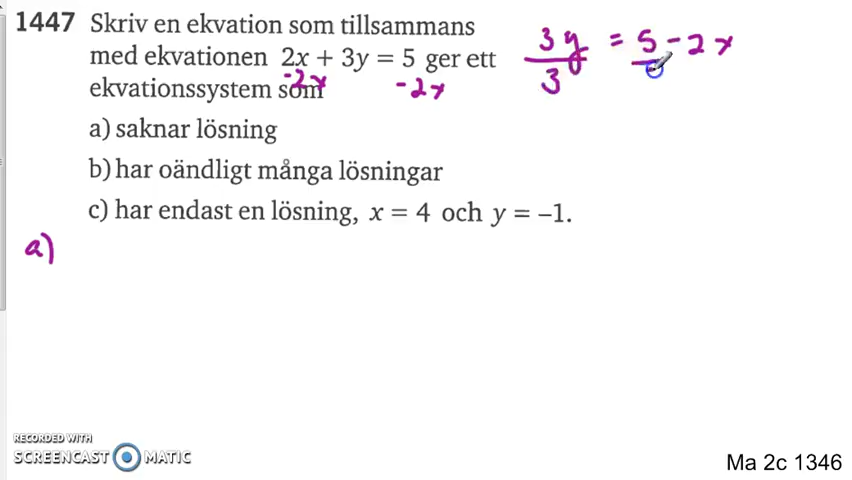 1447 Skriv en ekvation som tillsammans
med ekvationen 2x + 3y = 5 ger ett
-2x -2x
ekvationssystem som
a) saknar lösning
b) har oändligt många lösningar
c) har endast en lösning, x = 4 och y = –1.
3y/3 = 5-2x
a)
RECORDED WITH
SCREENCAST MATIC
Ma 2c 1346